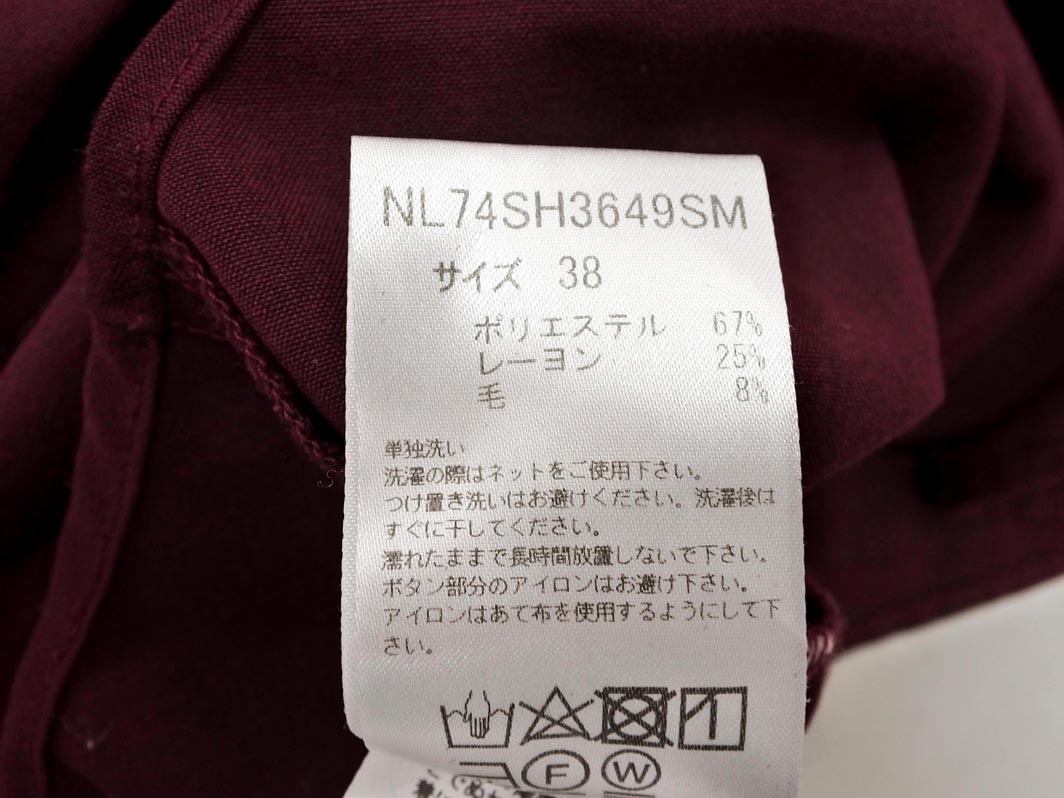 NL74SH3649SM
サイズ 38
ポリエステル 67%
レーヨン 25%
毛 8%
単独洗い
洗濯の際はネットをご使用下さい。
つけ置き洗いはお避けください。洗濯後は
すぐに干してください。
濡れたままで長時間放置しないで下さい。
ボタン部分のアイロンはお避け下さい。
アイロンはあて布を使用するようにして下
さい。
F W